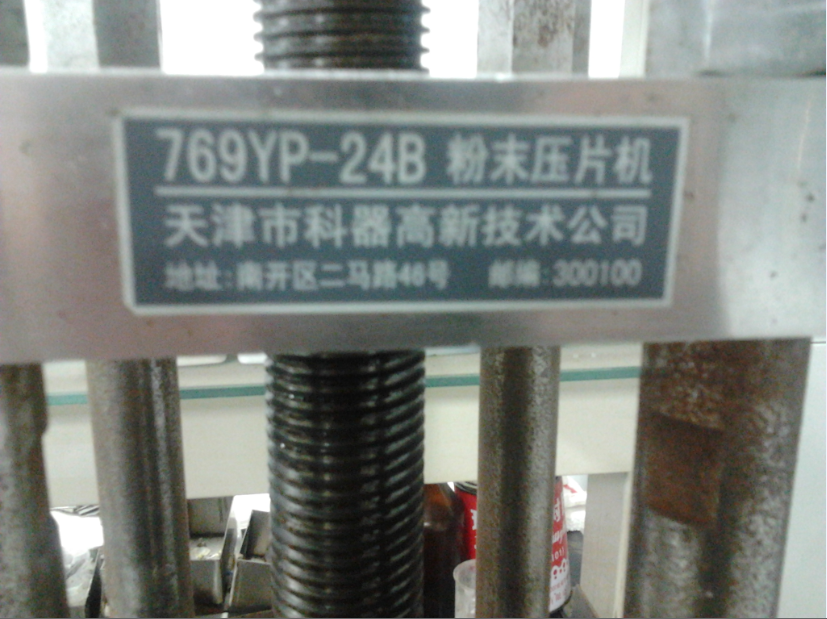 769YP-24B 粉末压片机
天津市科器高新技术公司
地址:南开区二马路46号 邮编:300100